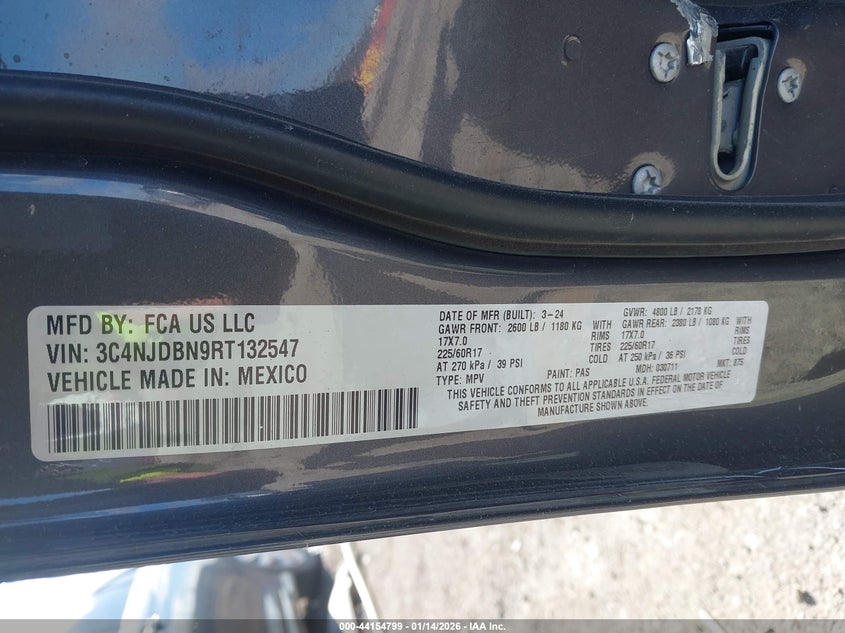 MFD BY: FCA US LLC
VIN: 3C4NJDBN9RT132547
VEHICLE MADE IN: MEXICO
DATE OF MFR (BUILT): 3-24
GVWR: 4800 LB / 2178 KG
GAWR FRONT: 2600 LB / 1180 KG WITH
GAWR REAR: 2380 LB / 1080 KG WITH
17X7.0 RIMS
17X7.0 RIMS
225/60R17 TIRES
225/60R17 TIRES
AT 270 kPa / 39 PSI
AT 250 kPa / 36 PSI
TYPE: MPV PAINT: PAS MDH: 030711 MKT: 875
THIS VEHICLE CONFORMS TO ALL APPLICABLE U.S.A. FEDERAL MOTOR VEHICLE
SAFETY AND THEFT PREVENTION STANDARDS IN EFFECT ON THE DATE OF
MANUFACTURE SHOWN ABOVE.
000-44154799 - 01/14/2026 - IAA Inc.